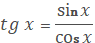 tg x = sin x / cos x